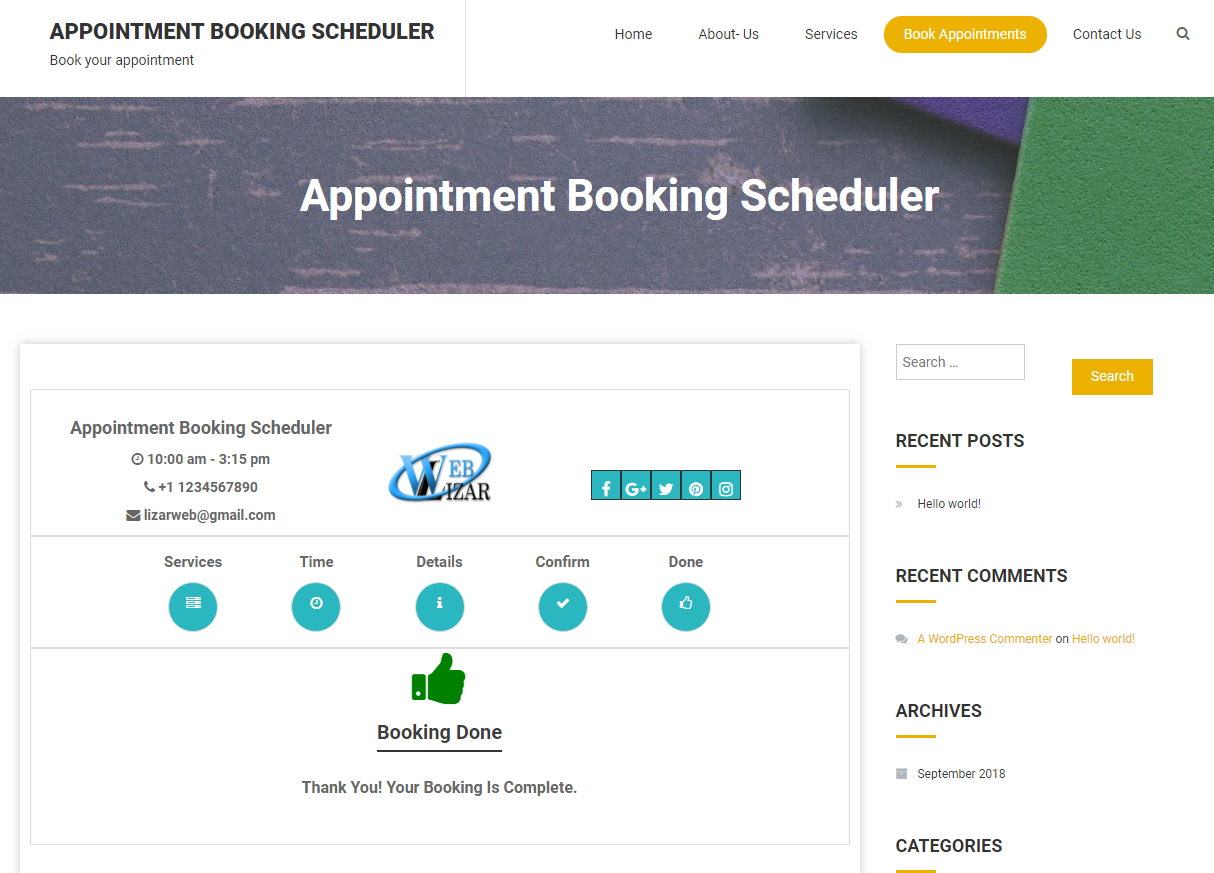 APPOINTMENT BOOKING SCHEDULER
Book your appointment
Home
About- Us
Services
Book Appointments
Contact Us
Appointment Booking Scheduler
Appointment Booking Scheduler
10:00 am - 3:15 pm
+1 1234567890
lizarweb@gmail.com
WEB
LIZAR
Services
Time
Details
Confirm
Done
Booking Done
Thank You! Your Booking Is Complete.
Search …
Search
RECENT POSTS
Hello world!
RECENT COMMENTS
A WordPress Commenter on Hello world!
ARCHIVES
September 2018
CATEGORIES